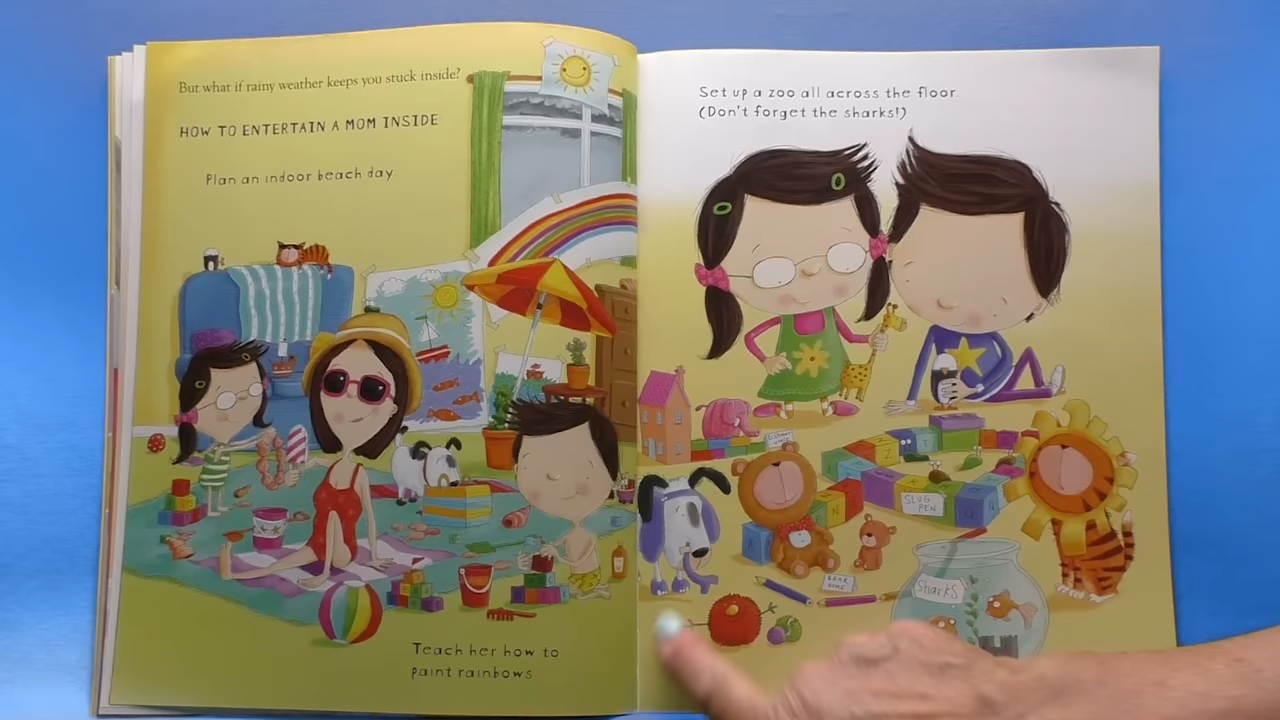 But what if rainy weather keeps you stuck inside?
HOW TO ENTERTAIN A MOM INSIDE
Plan an indoor beach day
Teach her how to
paint rainbows
Set up a zoo all across the floor.
(Don't forget the sharks!)
SLUG
PEN
BEAR
Sharks